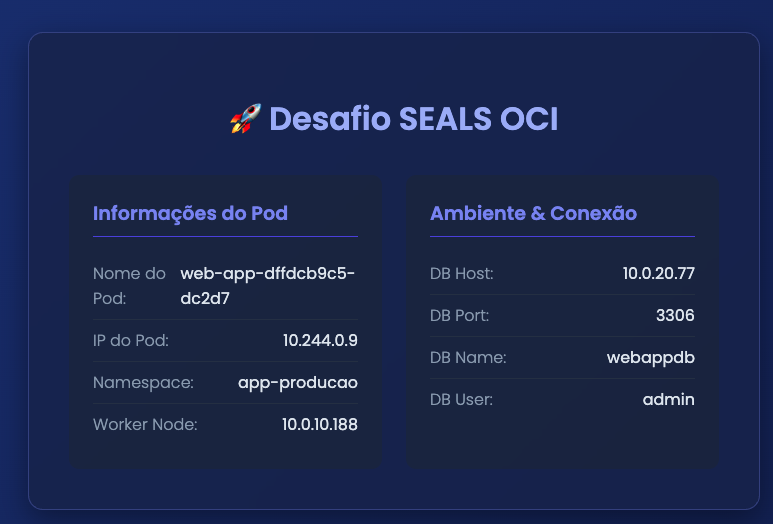 🚀 Desafio SEALS OCI
Informações do Pod
Nome do Pod: web-app-dffdcb9c5-dc2d7
IP do Pod: 10.244.0.9
Namespace: app-producao
Worker Node: 10.0.10.188
Ambiente & Conexão
DB Host: 10.0.20.77
DB Port: 3306
DB Name: webappdb
DB User: admin